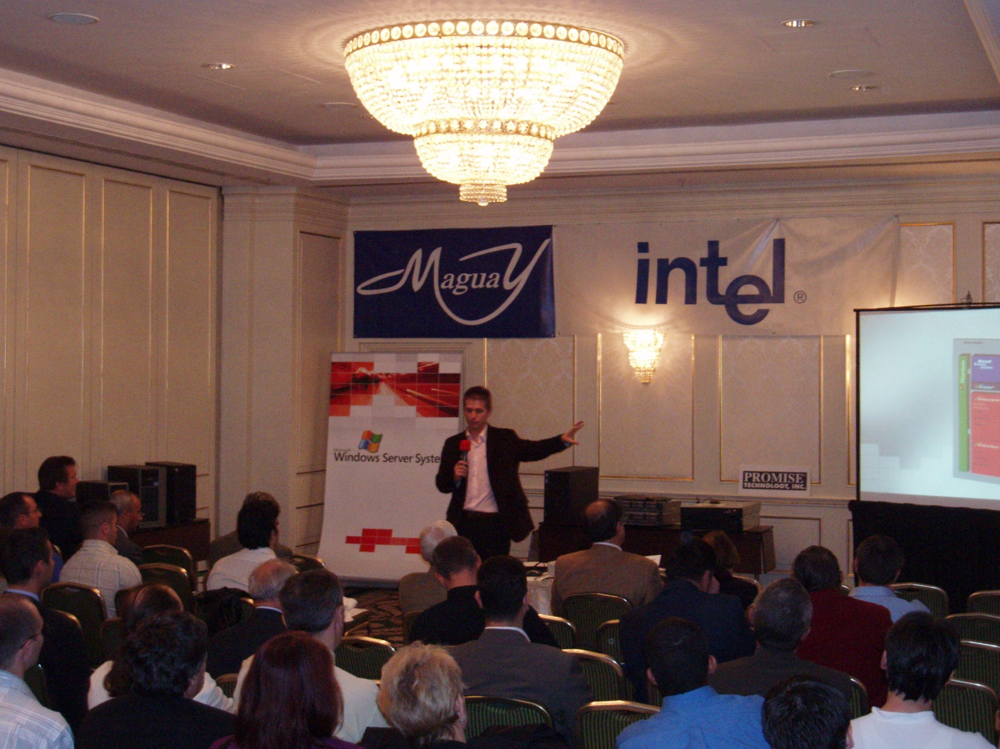 Maguay
intel®
Microsoft
Windows Server Syste
PROMISE
TECHNOLOGY, INC.